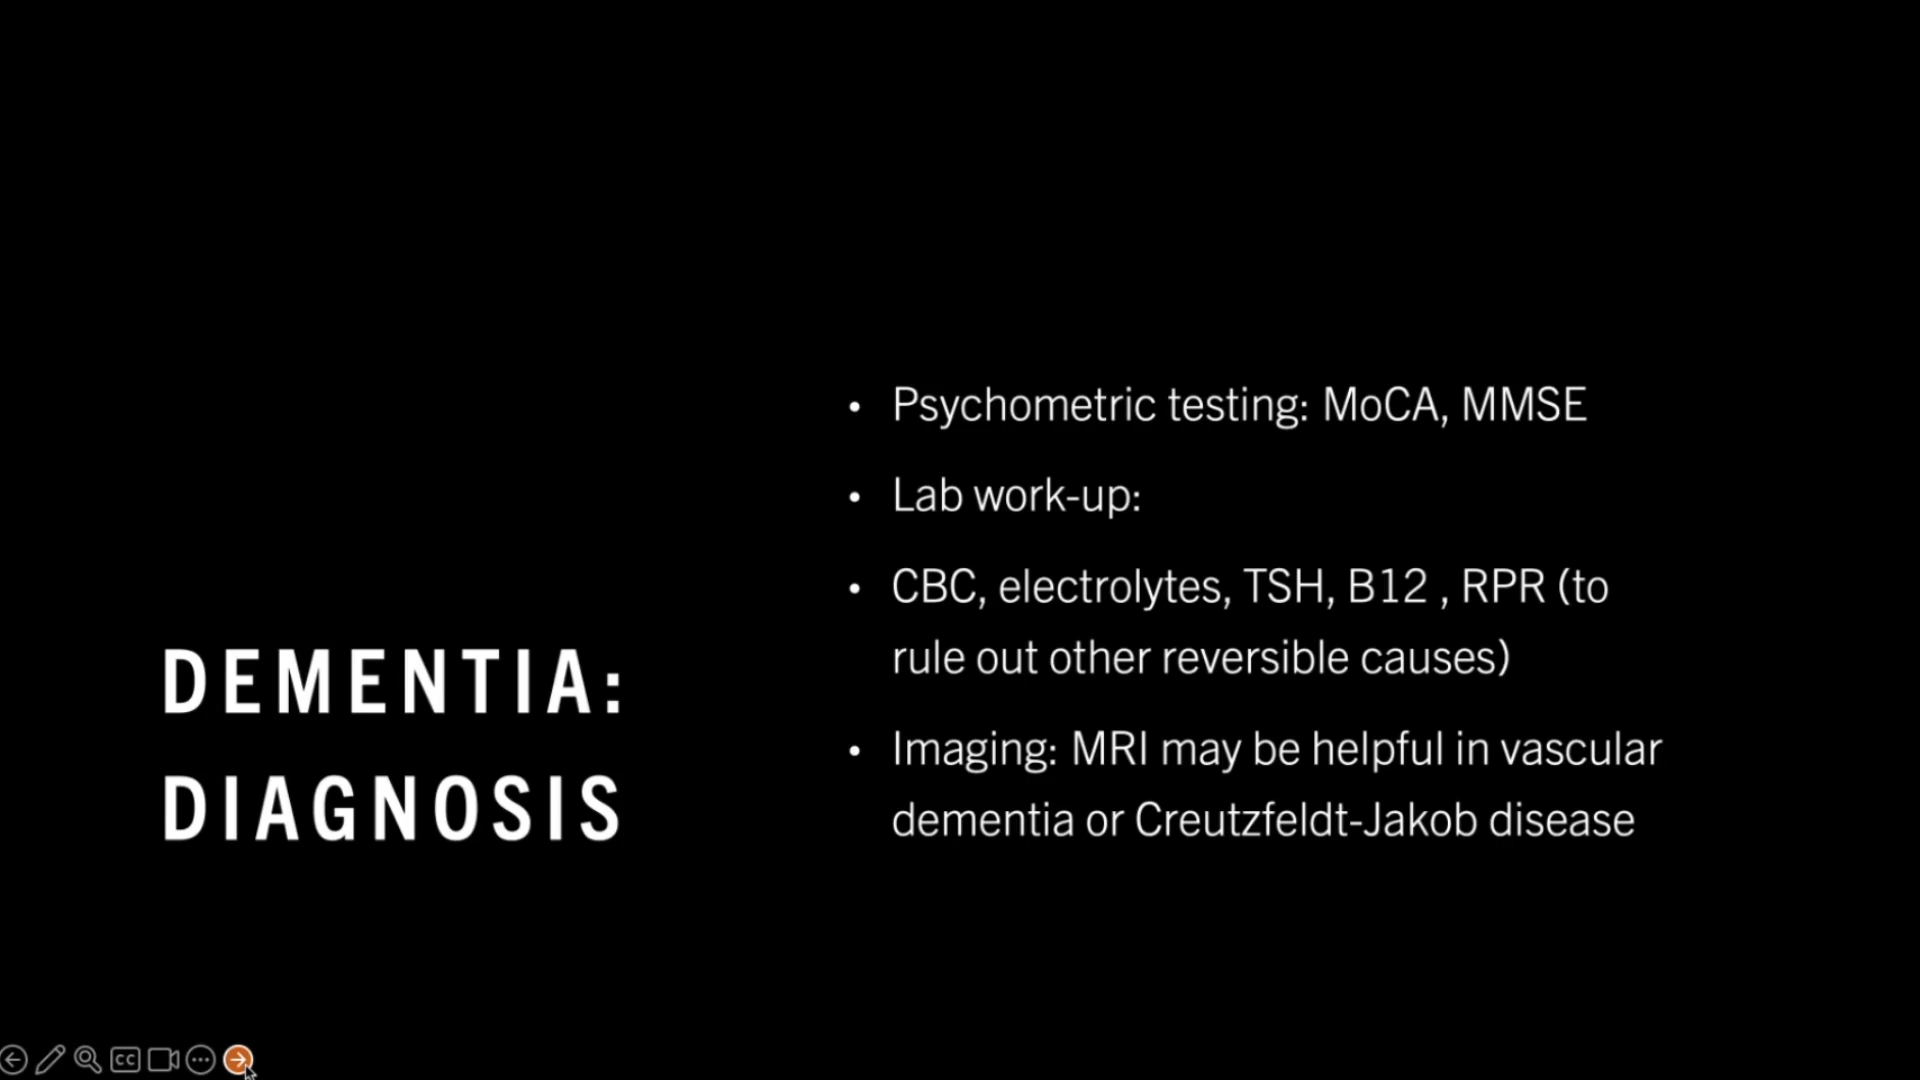 DEMENTIA:
DIAGNOSIS
• Psychometric testing: MoCA, MMSE
• Lab work-up:
• CBC, electrolytes, TSH, B12 , RPR (to
rule out other reversible causes)
• Imaging: MRI may be helpful in vascular
dementia or Creutzfeldt-Jakob disease
CC